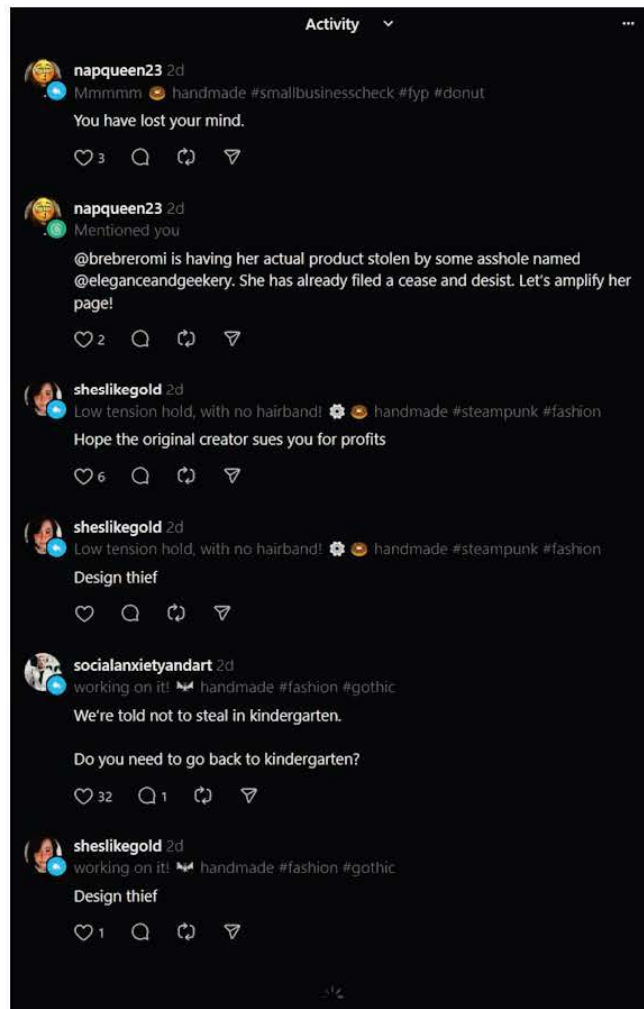 Activity
napqueen23 2d
Mmmmm 🍩 handmade #smallbusinesscheck #fyp #donut
You have lost your mind.
3
napqueen23 2d
Mentioned you
@brebreromi is having her actual product stolen by some asshole named
@eleganceandgeekery. She has already filed a cease and desist. Let's amplify her
page!
2
sheslikegold 2d
Low tension hold, with no hairband! ⚙️ 🍩 handmade #steampunk #fashion
Hope the original creator sues you for profits
6
sheslikegold 2d
Low tension hold, with no hairband! ⚙️ 🍩 handmade #steampunk #fashion
Design thief
socialanxietyandart 2d
working on it! 🦇 handmade #fashion #gothic
We're told not to steal in kindergarten.
Do you need to go back to kindergarten?
32 1
sheslikegold 2d
working on it! 🦇 handmade #fashion #gothic
Design thief
1